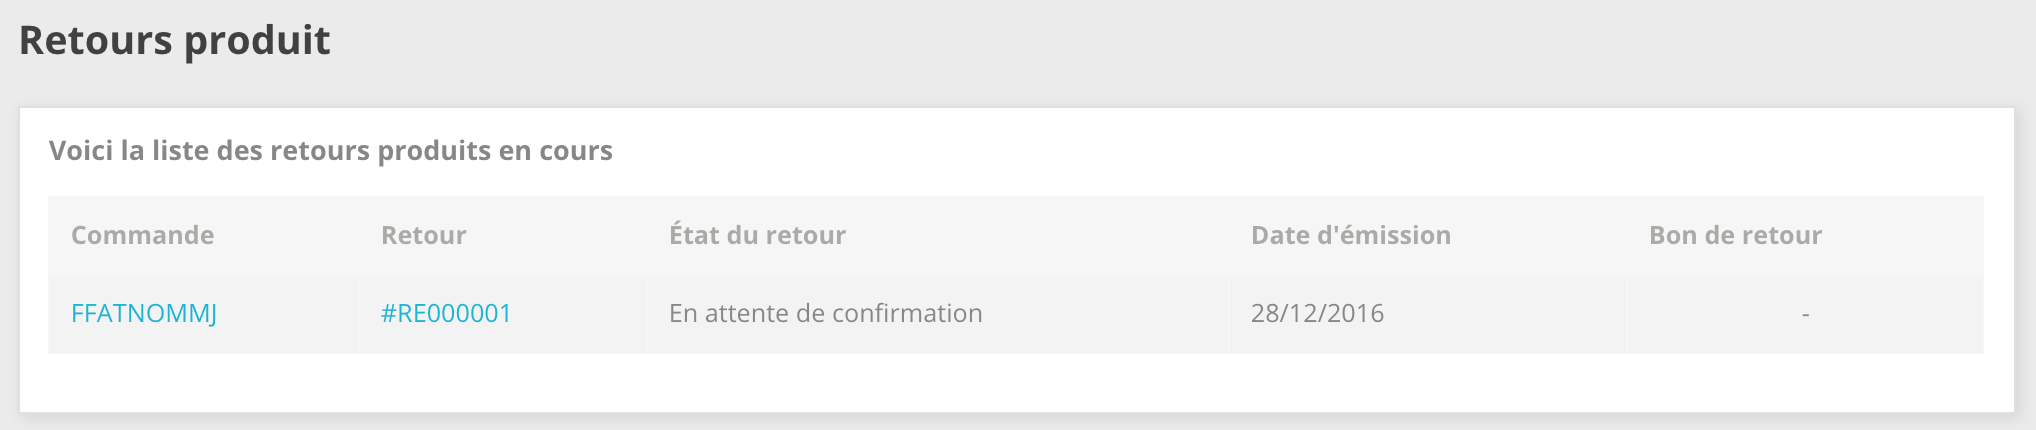 Retours produit
Voici la liste des retours produits en cours
Commande Retour État du retour Date d'émission Bon de retour
FFATNOMMJ #RE000001 En attente de confirmation 28/12/2016 -